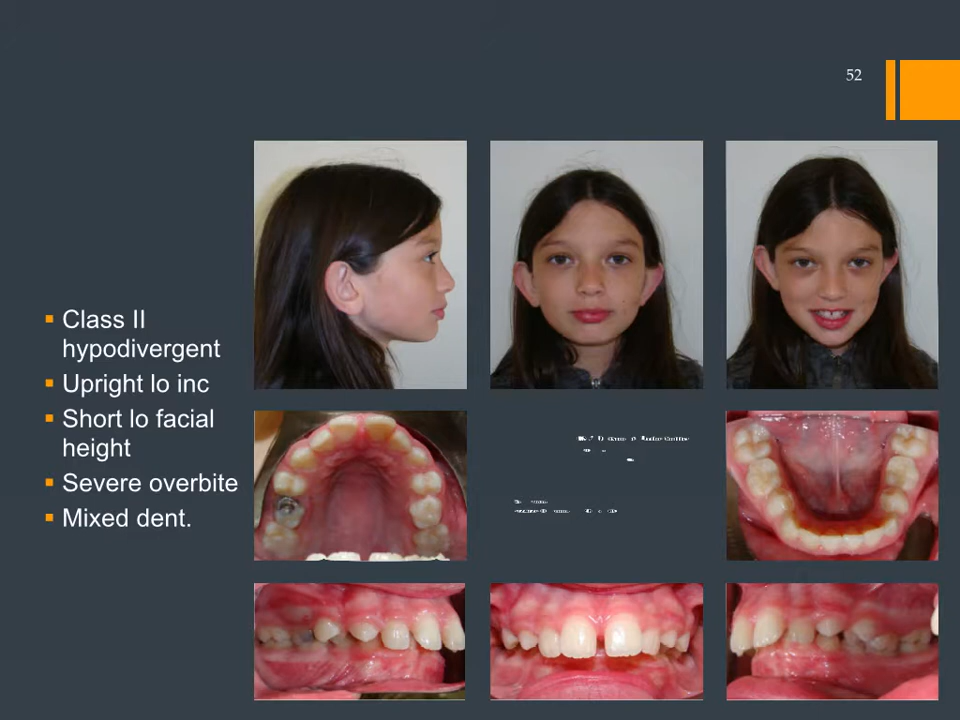 52
Class II
hypodivergent
Upright lo inc
Short lo facial
height
Severe overbite
Mixed dent.